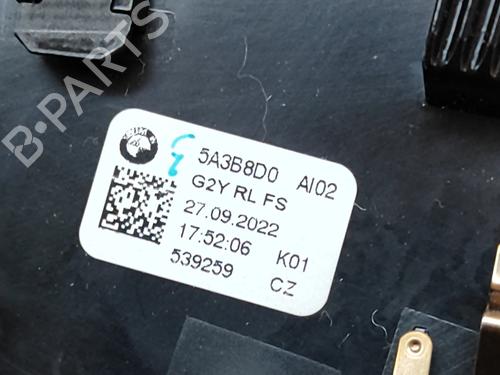 B-PARTS
5A3B8D0 AI02
G2Y RL FS
27.09.2022
17:52:06 K01
539259 CZ